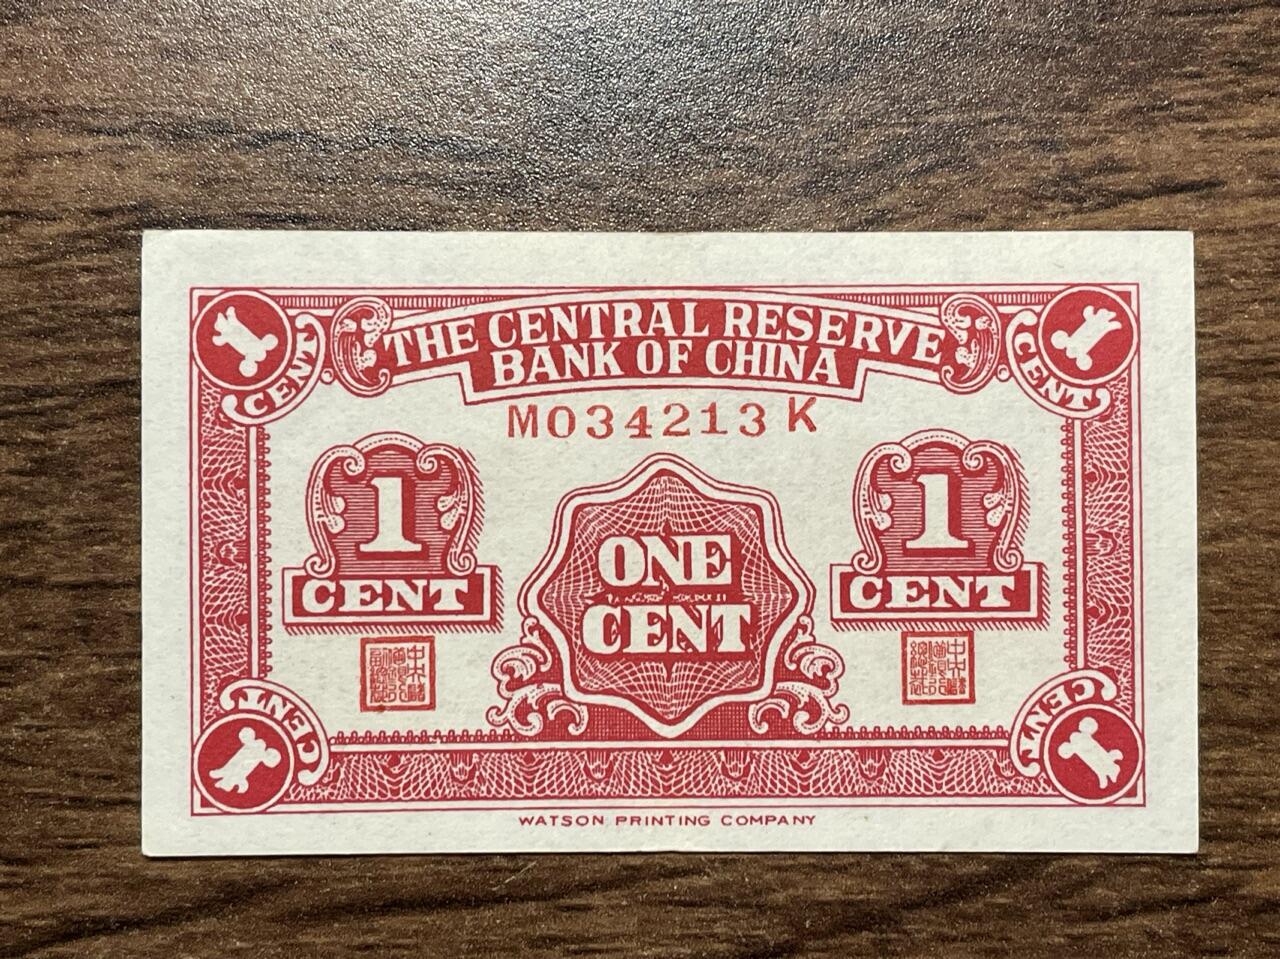 THE CENTRAL RESERVE
BANK OF CHINA
CENT
CENT
M034213K
1
CENT
1
CENT
ONE
CENT
CENT
CENT
WATSON PRINTING COMPANY